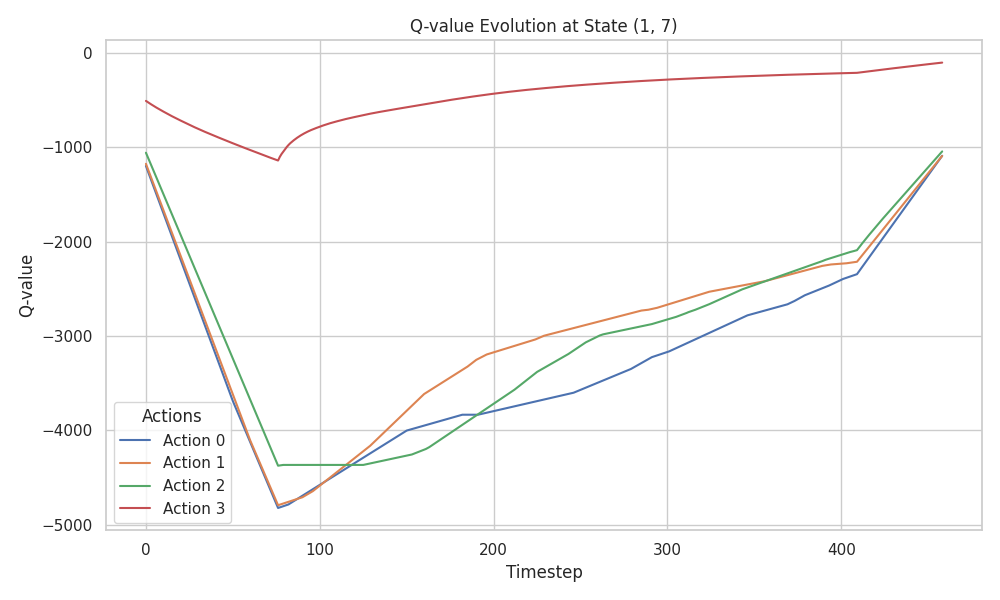 Q-value Evolution at State (1, 7)
Q-value
0
−1000
−2000
−3000
−4000
−5000
Actions
Action 0
Action 1
Action 2
Action 3
0
100
200
300
400
Timestep